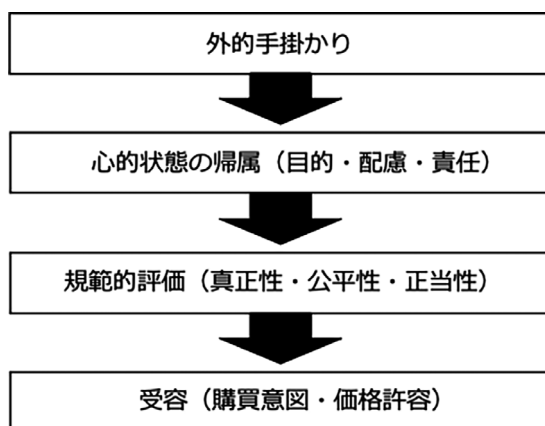 外的手掛かり
心的状態の帰属（目的・配慮・責任）
規範的評価（真正性・公平性・正当性）
受容（購買意図・価格許容）